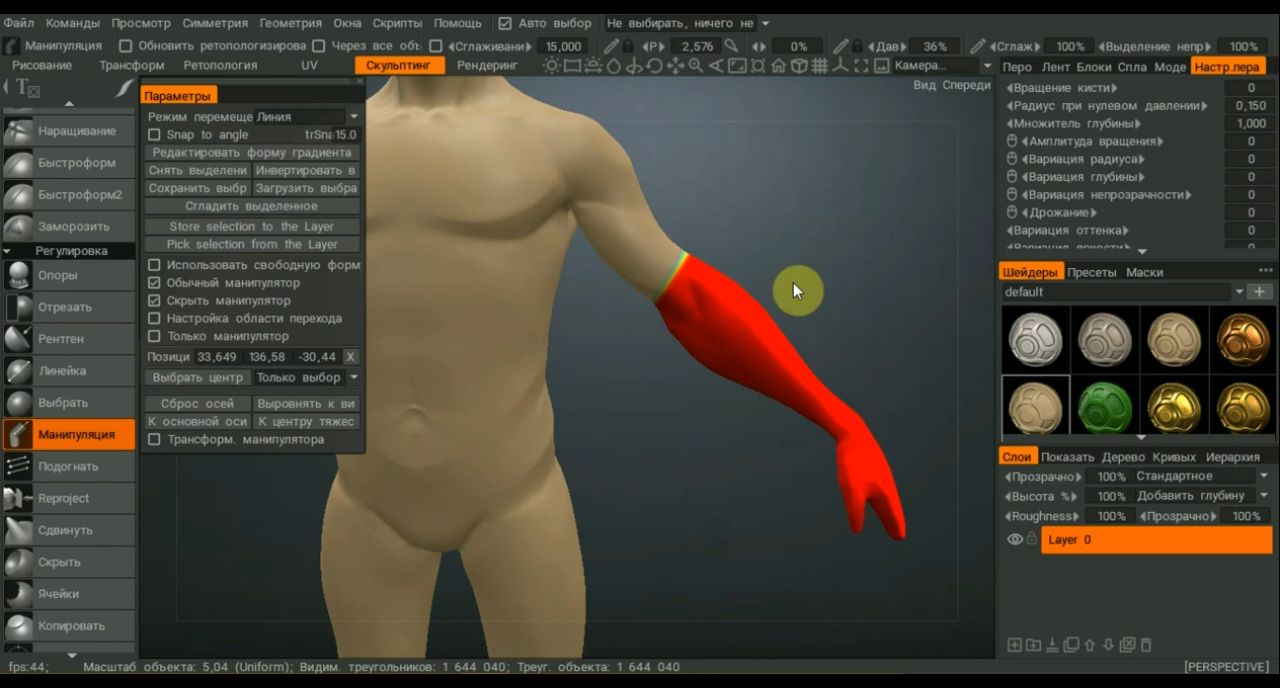 Файл Команды Просмотр Симметрия Геометрия Окна Скрипты Помощь Авто выбор Не выбирать, ничего не
Манипуляция Обновить ретопологизирова Через все объ. Сглаживани 15,000 P 2,576 0% Дав 36% Сглаж 100% Выделение непр 100%
Рисование Трансформ Ретопология UV Скульптинг Рендеринг Камера...
Вид Спереди
Наращивание
Быстроформ
Быстроформ2
Заморозить
Регулировка
Опоры
Отрезать
Рентген
Линейка
Выбрать
Манипуляция
Подогнать
Reproject
Сдвинуть
Скрыть
Ячейки
Копировать
Параметры
Режим перемеще Линия
Snap to angle trSna 15.0
Редактировать форму градиента
Снять выделени Инвертировать в
Сохранить выбр Загрузить выбра
Сгладить выделенное
Store selection to the Layer
Pick selection from the Layer
Использовать свободную форм
Обычный манипулятор
Скрыть манипулятор
Настройка области перехода
Только манипулятор
Позици 33,649 136,58 -30,44 X
Выбрать центр Только выбор
Сброс осей Выровнять к ви
К основной оси К центру тяжес
Трансформ. манипулятора
Перо Лент Блоки Спла Моде Настр.пера
Вращение кисти 0
Радиус при нулевом давлении 0,150
Множитель глубины 1,000
Амплитуда вращения 0
Вариация радиуса 0
Вариация глубины 0
Вариация непрозрачности 0
Дрожание 0
Вариация оттенка 0
Вариация яркости 0
Шейдеры Пресеты Маски
default
Слои Показать Дерево Кривых Иерархия
Прозрачно 100% Стандартное
Высота % 100% Добавить глубину
Roughness 100% Прозрачно 100%
Layer 0
fps:44; Масштаб объекта: 5,04 (Uniform); Видим. треугольников: 1 644 040; Треуг. объекта: 1 644 040 [PERSPECTIVE]